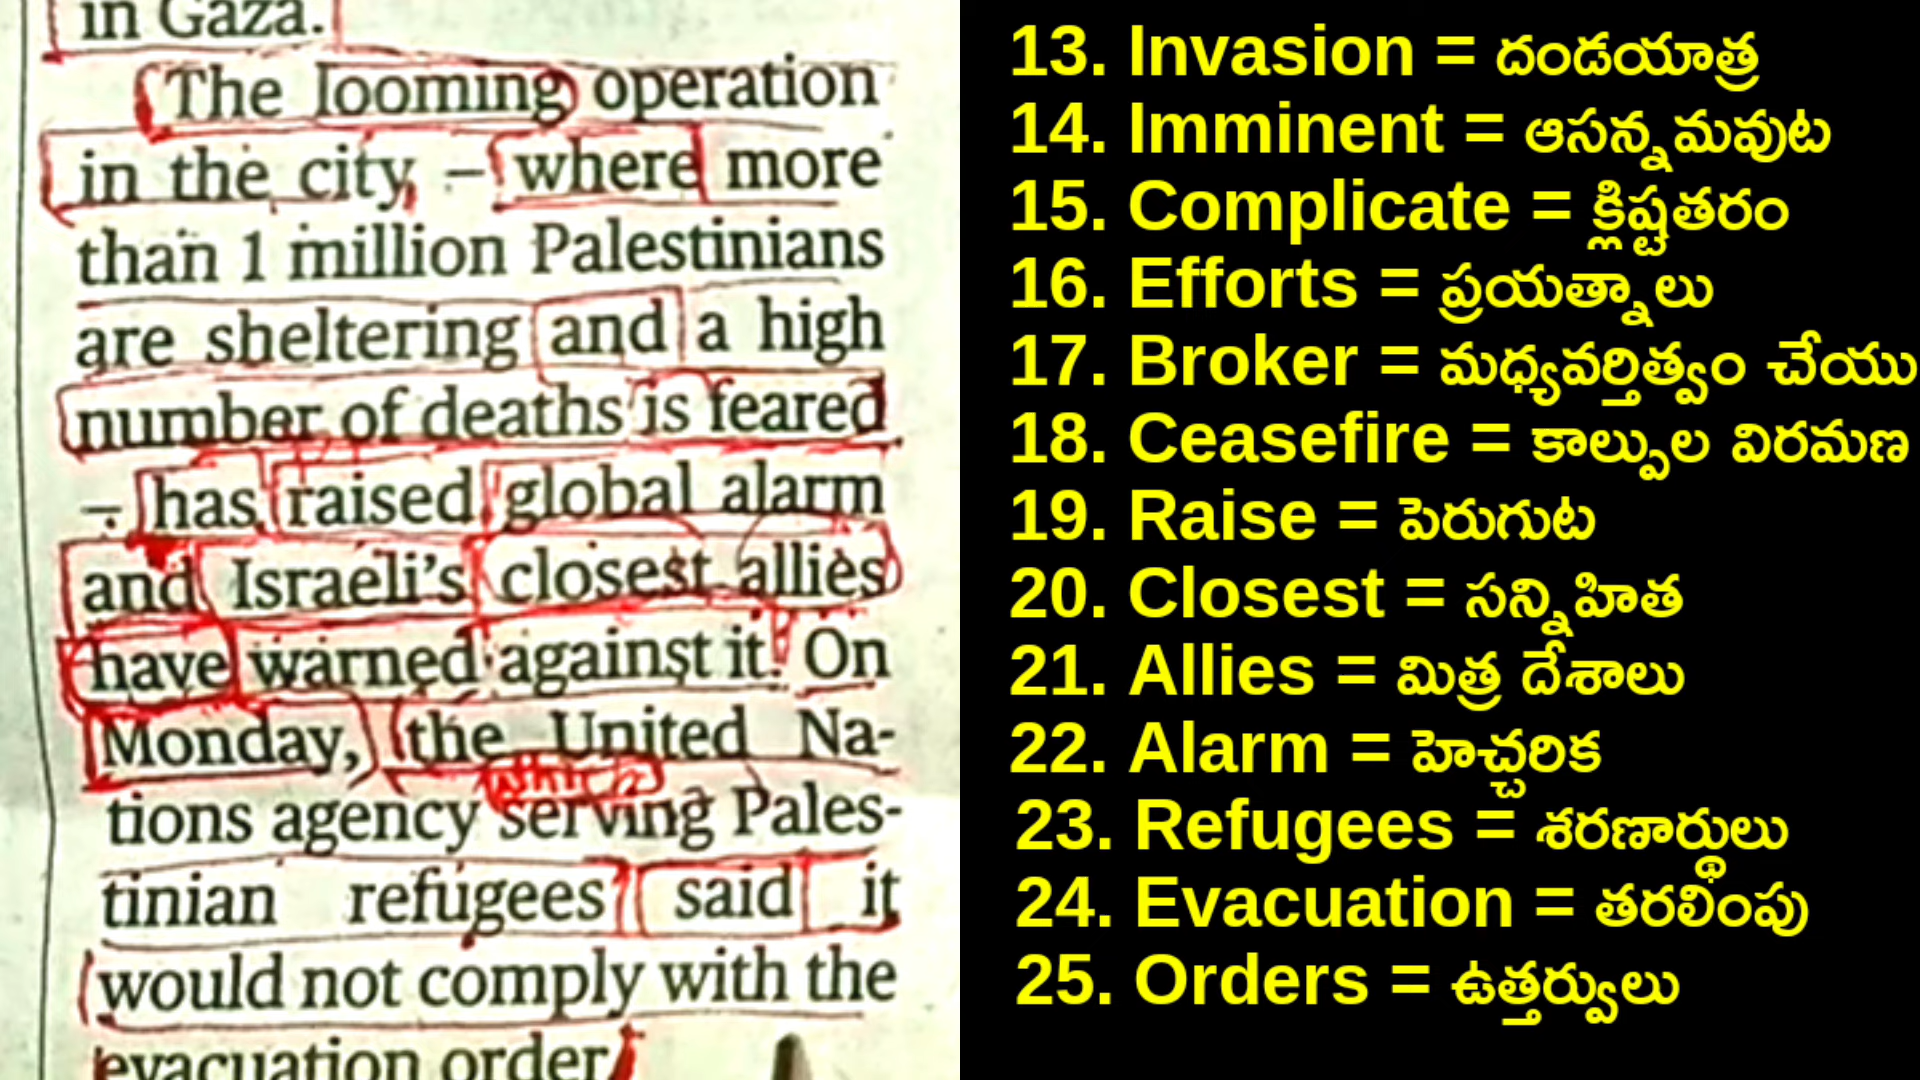 in Gaza.
The looming operation
in the city, – where more
than 1 million Palestinians
are sheltering and a high
number of deaths is feared
– has raised global alarm
and Israeli's closest allies
have warned against it. On
Monday, the United Na-
which
tions agency serving Pales-
tinian refugees said it
would not comply with the
evacuation order
13. Invasion = దండయాత్ర
14. Imminent = ఆసన్నమవుట
15. Complicate = క్లిష్టతరం
16. Efforts = ప్రయత్నాలు
17. Broker = మధ్యవర్తిత్వం చేయు
18. Ceasefire = కాల్పుల విరమణ
19. Raise = పెరుగుట
20. Closest = సన్నిహిత
21. Allies = మిత్ర దేశాలు
22. Alarm = హెచ్చరిక
23. Refugees = శరణార్థులు
24. Evacuation = తరలింపు
25. Orders = ఉత్తర్వులు